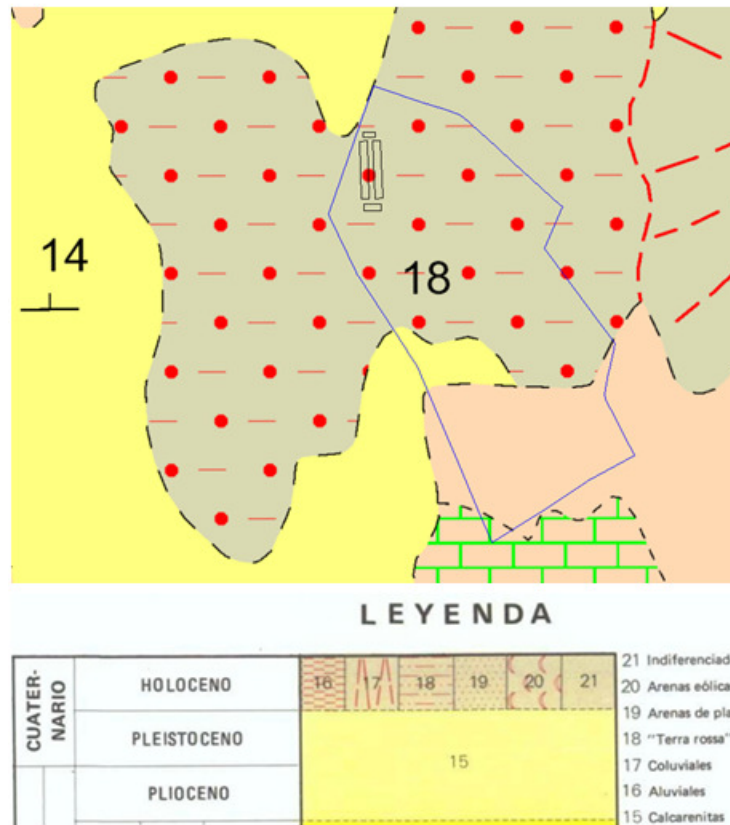 14
18
LEYENDA
CUATER-
NARIO
HOLOCENO
16 17 18 19 20 21
PLEISTOCENO
15
PLIOCENO
21 Indiferenciad
20 Arenas eólica
19 Arenas de pla
18 "Terra rossa"
17 Coluviales
16 Aluviales
15 Calcarenitas